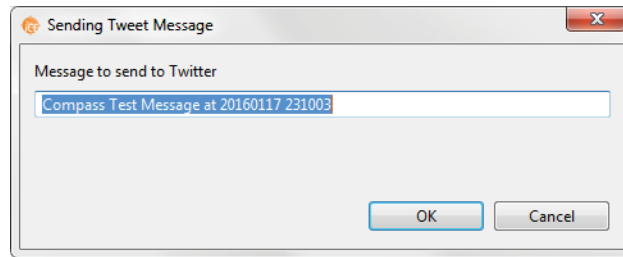 Sending Tweet Message
Message to send to Twitter
Compass Test Message at 20160117 231003
OK Cancel